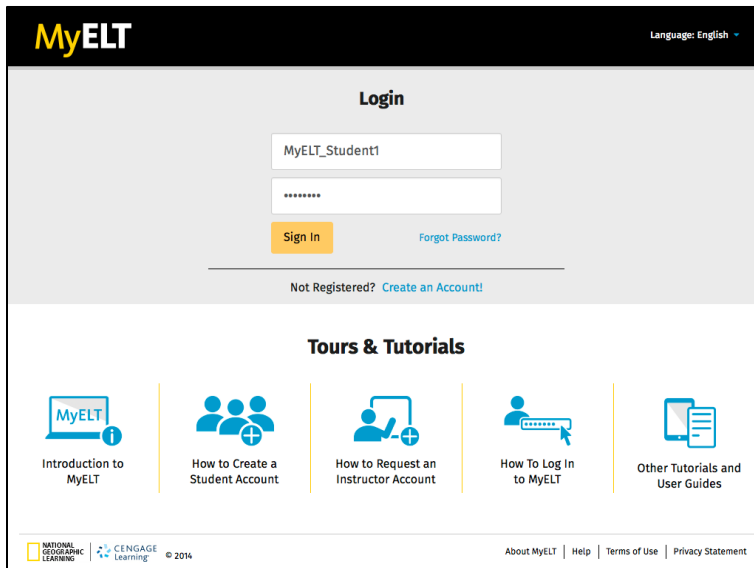 MyELT
Language: English
Login
MyELT_Student1
••••••••
Sign In
Forgot Password?
Not Registered? Create an Account!
Tours & Tutorials
MyELT
Introduction to
MyELT
How to Create a
Student Account
How to Request an
Instructor Account
How To Log In
to MyELT
Other Tutorials and
User Guides
NATIONAL
GEOGRAPHIC
LEARNING
CENGAGE
Learning
© 2014
About MyELT | Help | Terms of Use | Privacy Statement